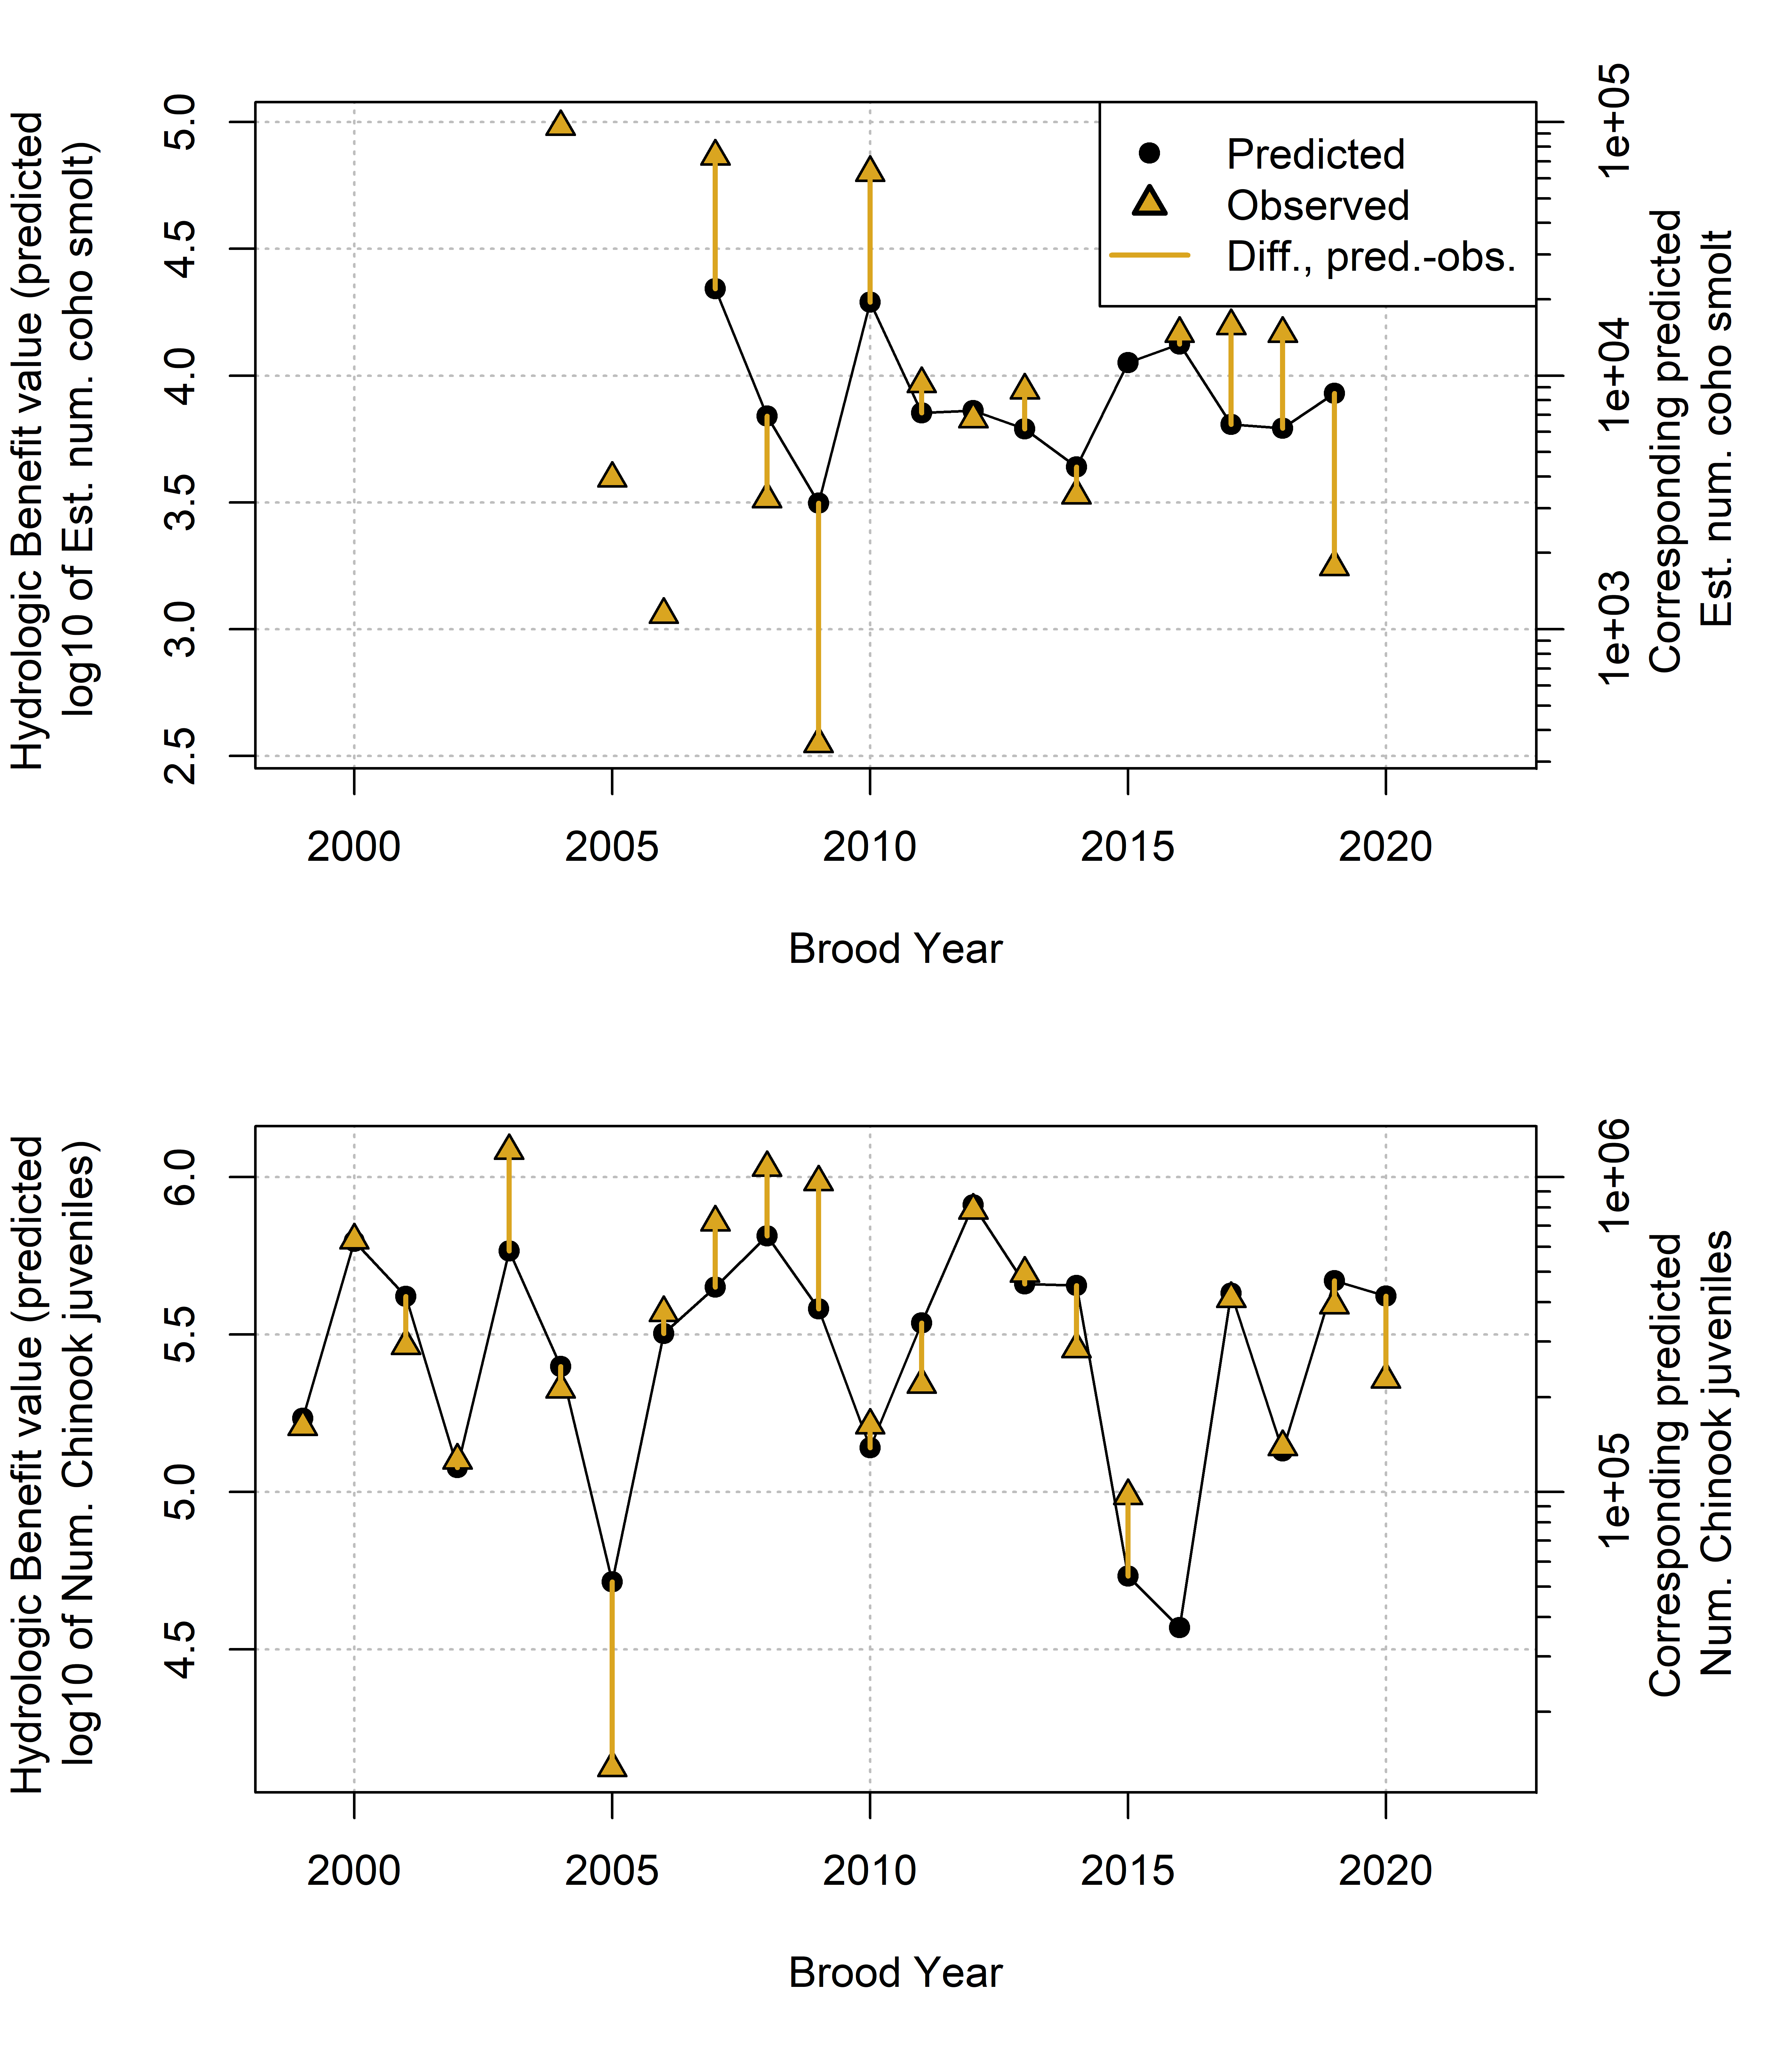 Hydrologic Benefit value (predicted
log10 of Est. num. coho smolt)
5.0
4.5
4.0
3.5
3.0
2.5
Predicted
Observed
Diff., pred.-obs.
1e+05
1e+04
1e+03
Corresponding predicted
Est. num. coho smolt
2000 2005 2010 2015 2020
Brood Year
Hydrologic Benefit value (predicted
log10 of Num. Chinook juveniles)
6.0
5.5
5.0
4.5
1e+06
1e+05
Corresponding predicted
Num. Chinook juveniles
2000 2005 2010 2015 2020
Brood Year